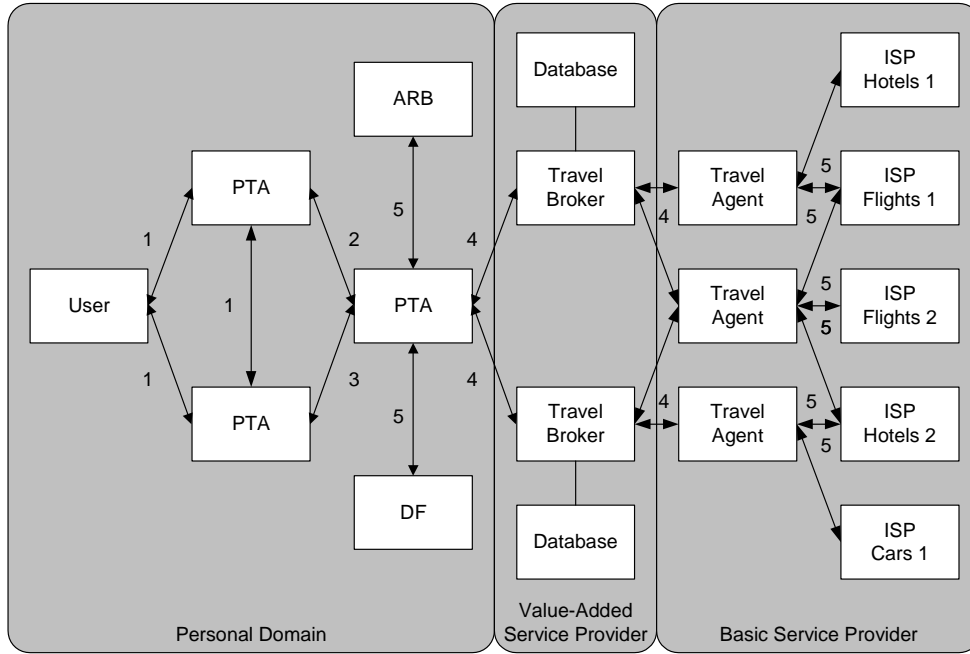 ISP
Hotels 1
Database
ARB
Travel
Broker
Travel
Agent
5
ISP
Flights 1
PTA
5
4
5
1
2
4
User
1
PTA
Travel
Agent
5
ISP
Flights 2
5
1
3
4
PTA
5
Travel
Broker
4
Travel
Agent
5
5
ISP
Hotels 2
DF
Database
ISP
Cars 1
Personal Domain
Value-Added
Service Provider
Basic Service Provider